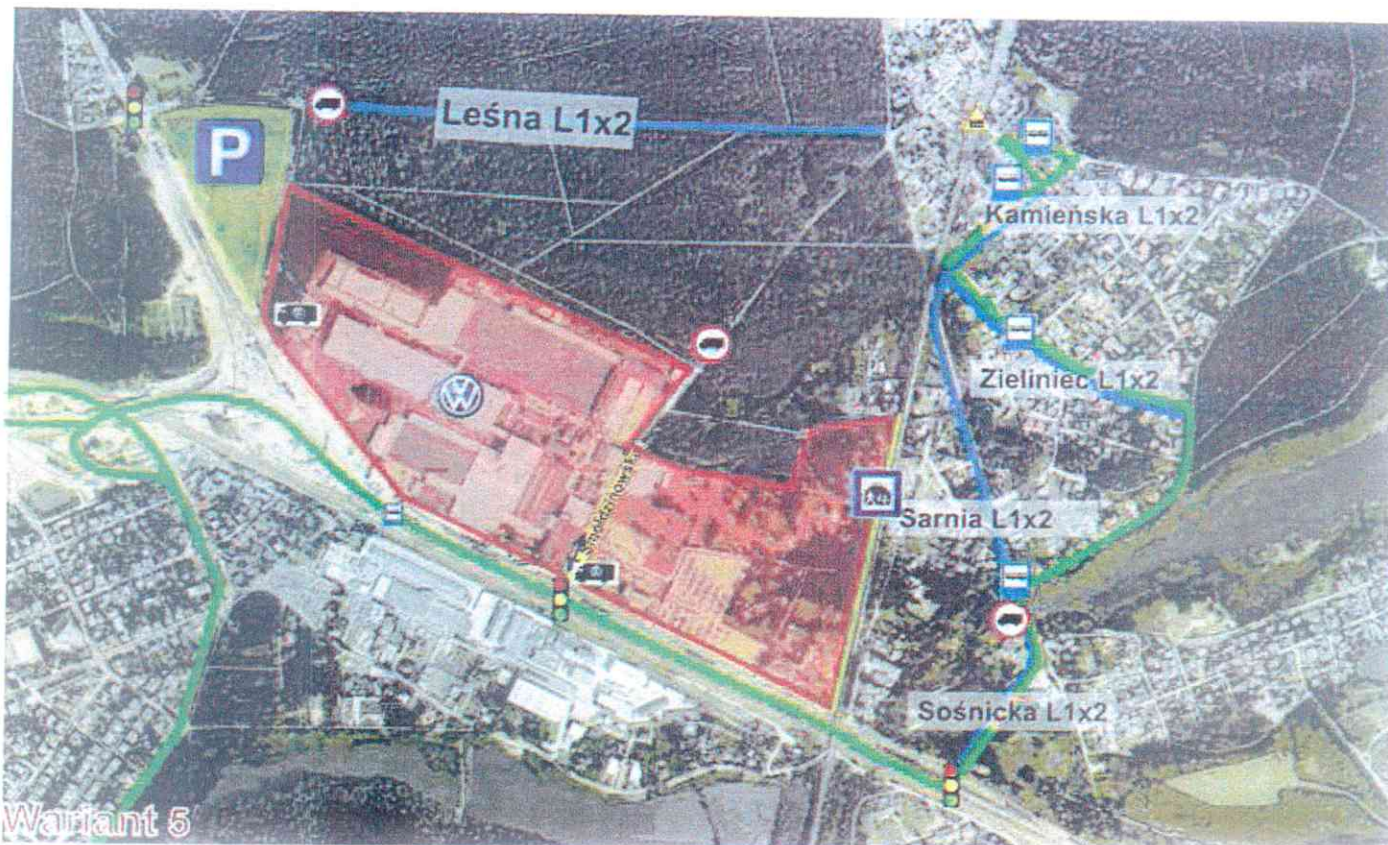 Leśna L1x2
P
Kamieńska L1x2
Zieliniec L1x2
Sarnia L1x2
Sośnicka L1x2
Wariant 5